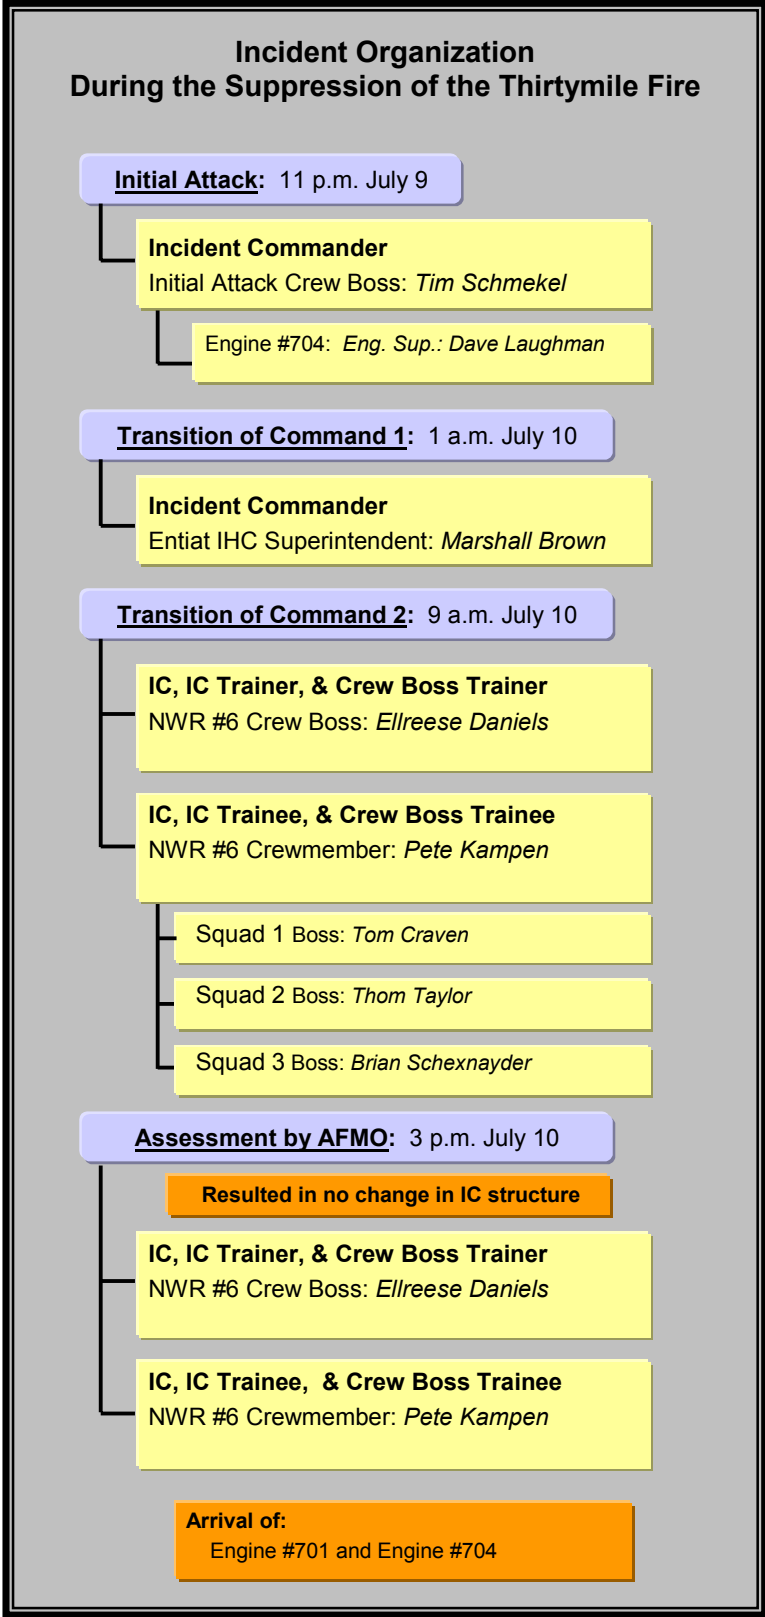 Incident Organization
During the Suppression of the Thirtymile Fire
Initial Attack: 11 p.m. July 9
Incident Commander
Initial Attack Crew Boss: Tim Schmekel
Engine #704: Eng. Sup.: Dave Laughman
Transition of Command 1: 1 a.m. July 10
Incident Commander
Entiat IHC Superintendent: Marshall Brown
Transition of Command 2: 9 a.m. July 10
IC, IC Trainer, & Crew Boss Trainer
NWR #6 Crew Boss: Ellreese Daniels
IC, IC Trainee, & Crew Boss Trainee
NWR #6 Crewmember: Pete Kampen
Squad 1 Boss: Tom Craven
Squad 2 Boss: Thom Taylor
Squad 3 Boss: Brian Schexnayder
Assessment by AFMO: 3 p.m. July 10
Resulted in no change in IC structure
IC, IC Trainer, & Crew Boss Trainer
NWR #6 Crew Boss: Ellreese Daniels
IC, IC Trainee, & Crew Boss Trainee
NWR #6 Crewmember: Pete Kampen
Arrival of:
Engine #701 and Engine #704